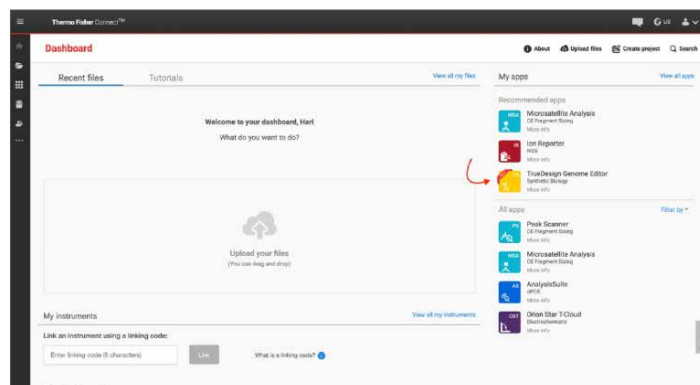 Thermo Fisher Connect™
US
Dashboard
About
Upload files
Create project
Search
Recent files
Tutorials
View all my files
Welcome to your dashboard, Hari
What do you want to do?
Upload your files
(You can drag and drop)
My instruments
View all my instruments
Link an instrument using a linking code:
Enter linking code (6 characters)
Link
What is a linking code?
My apps
View all apps
Recommended apps
MSA
Microsatellite Analysis
CE Fragment Sizing
More info
IR
Ion Reporter
NGS
More info
TrueDesign Genome Editor
Synthetic Biology
More info
All apps
Filter by
PS
Peak Scanner
CE Fragment Sizing
More info
MSA
Microsatellite Analysis
CE Fragment Sizing
More info
AS
AnalysisSuite
dPCR
More info
OST
Orion Star T-Cloud
Electrochemistry
More info